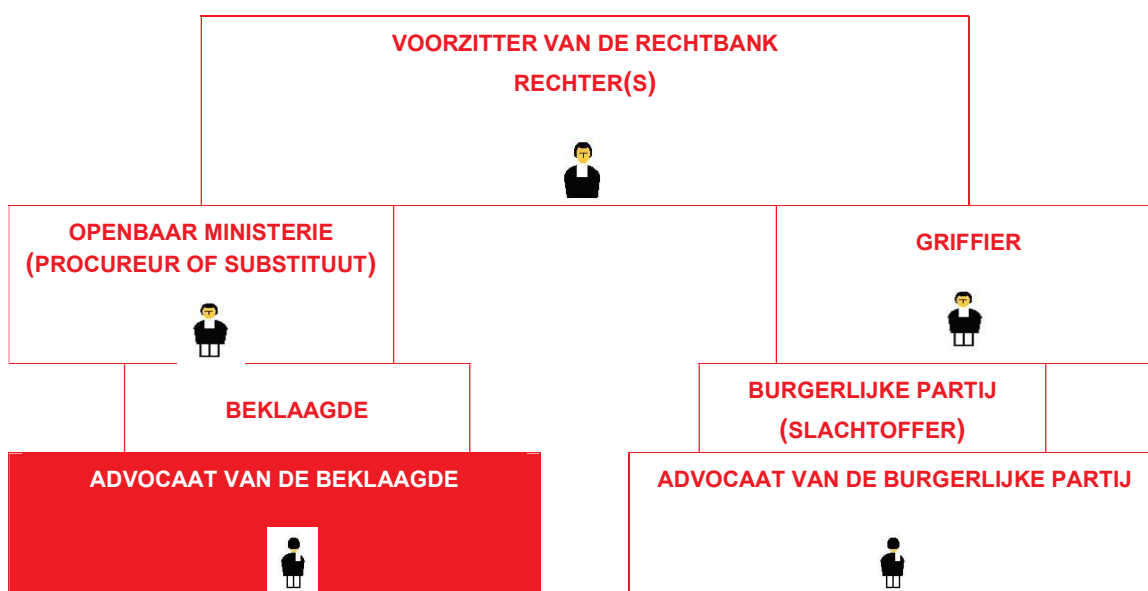 VOORZITTER VAN DE RECHTBANK
RECHTER(S)
OPENBAAR MINISTERIE
(PROCUREUR OF SUBSTITUUT)
GRIFFIER
BEKLAAGDE
BURGERLIJKE PARTIJ
(SLACHTOFFER)
ADVOCAAT VAN DE BEKLAAGDE
ADVOCAAT VAN DE BURGERLIJKE PARTIJ